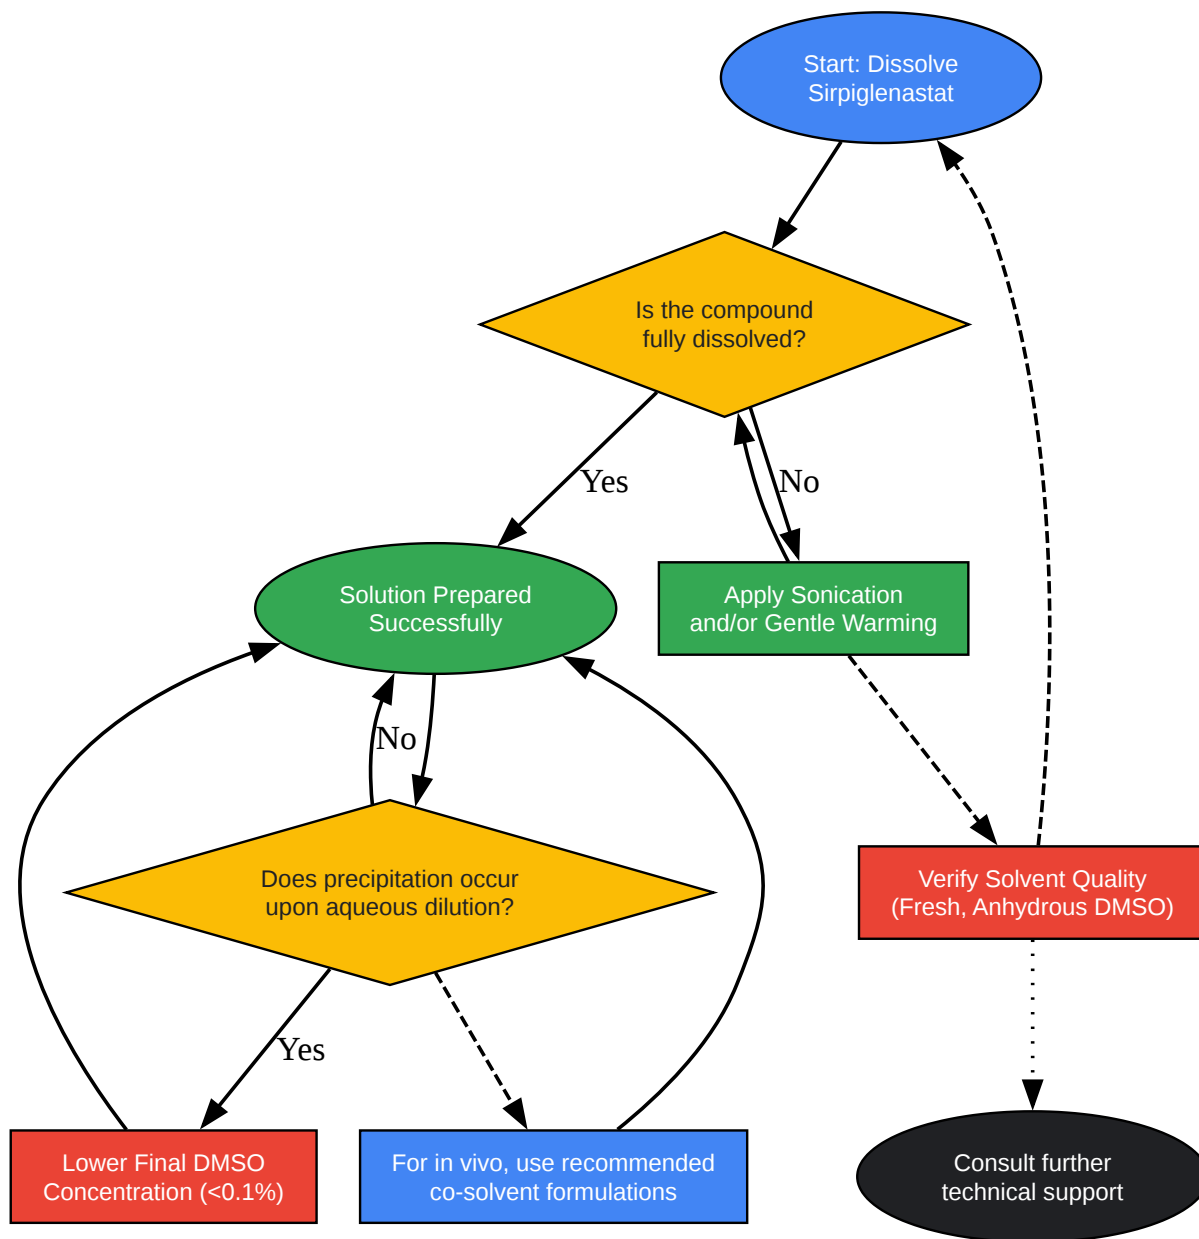 Start: Dissolve
Sirpiglenastat
Is the compound
fully dissolved?
Yes
No
Solution Prepared
Successfully
Apply Sonication
and/or Gentle Warming
No
Does precipitation occur
upon aqueous dilution?
Verify Solvent Quality
(Fresh, Anhydrous DMSO)
Yes
Lower Final DMSO
Concentration (<0.1%)
For in vivo, use recommended
co-solvent formulations
Consult further
technical support